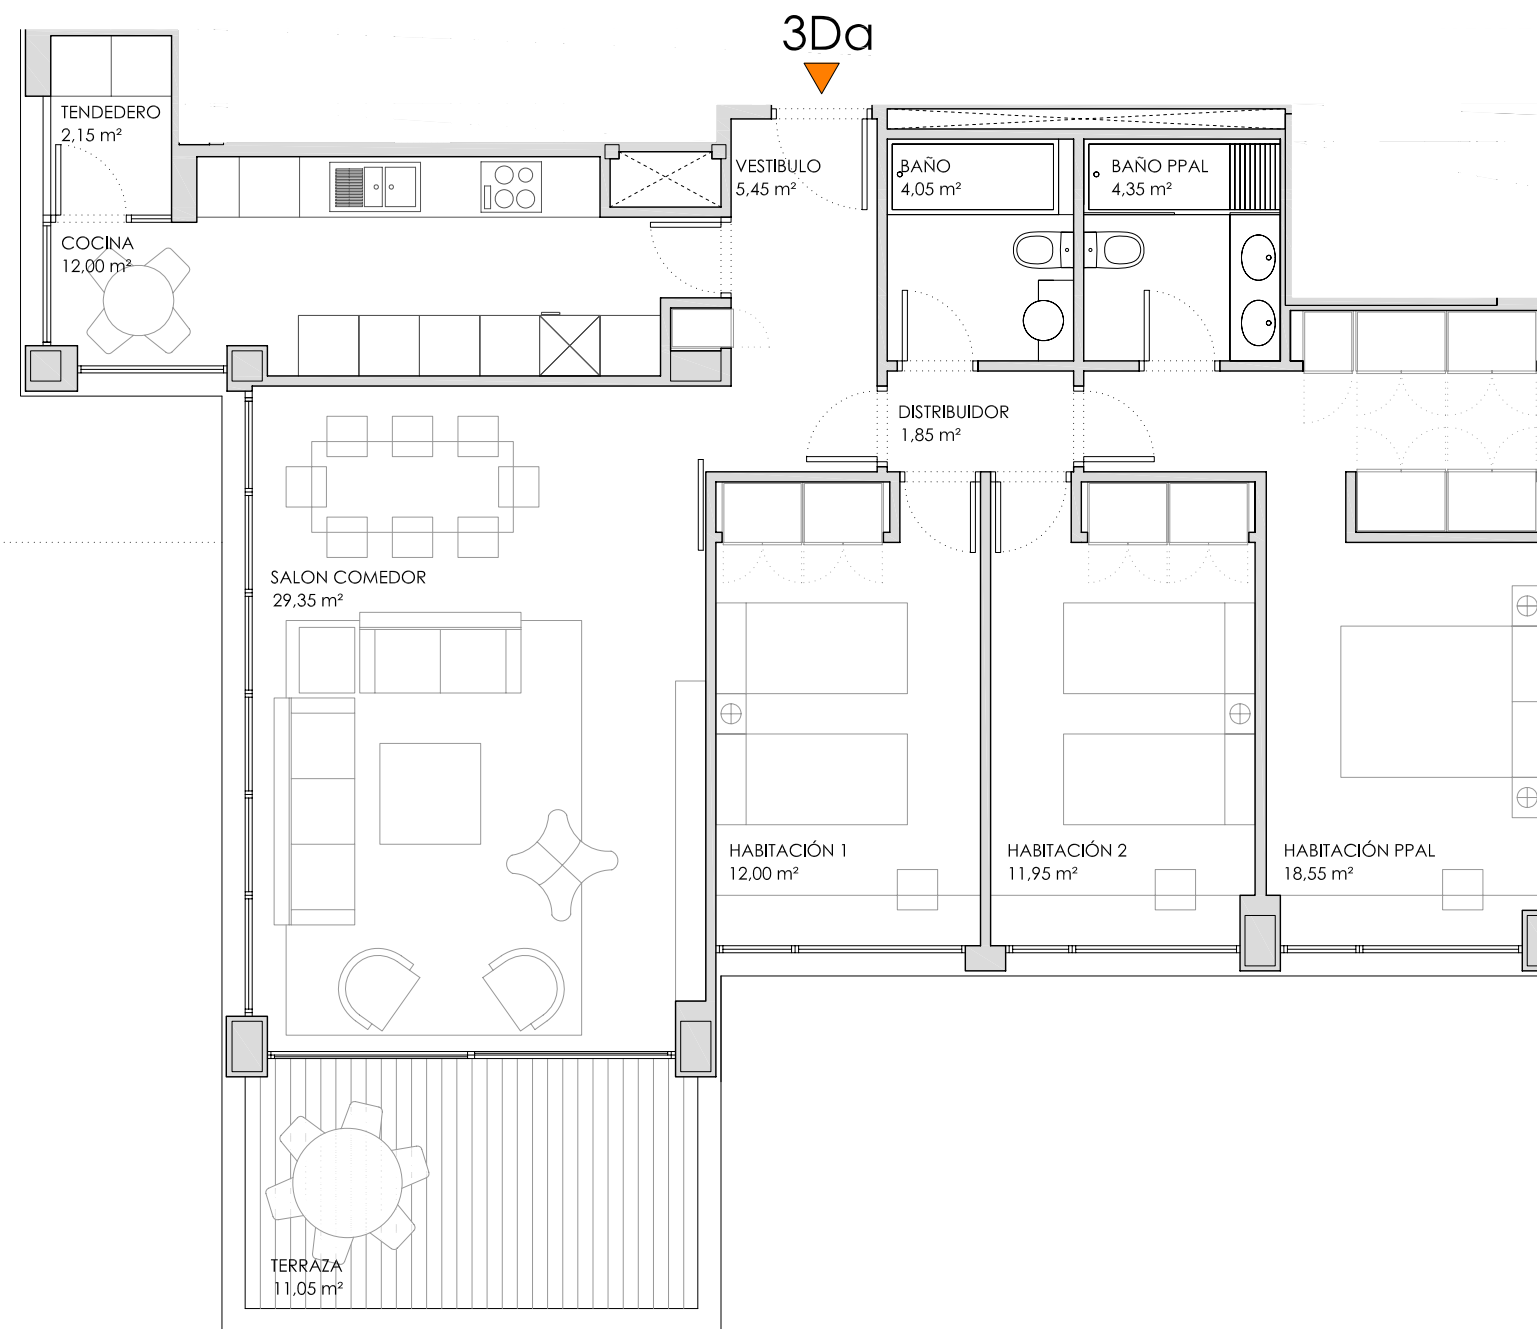 3Da
TENDEDERO
2,15 m²
VESTIBULO
5,45 m²
BAÑO
4,05 m²
BAÑO PPAL
4,35 m²
COCINA
12,00 m²
DISTRIBUIDOR
1,85 m²
SALON COMEDOR
29,35 m²
HABITACIÓN 1
12,00 m²
HABITACIÓN 2
11,95 m²
HABITACIÓN PPAL
18,55 m²
TERRAZA
11,05 m²